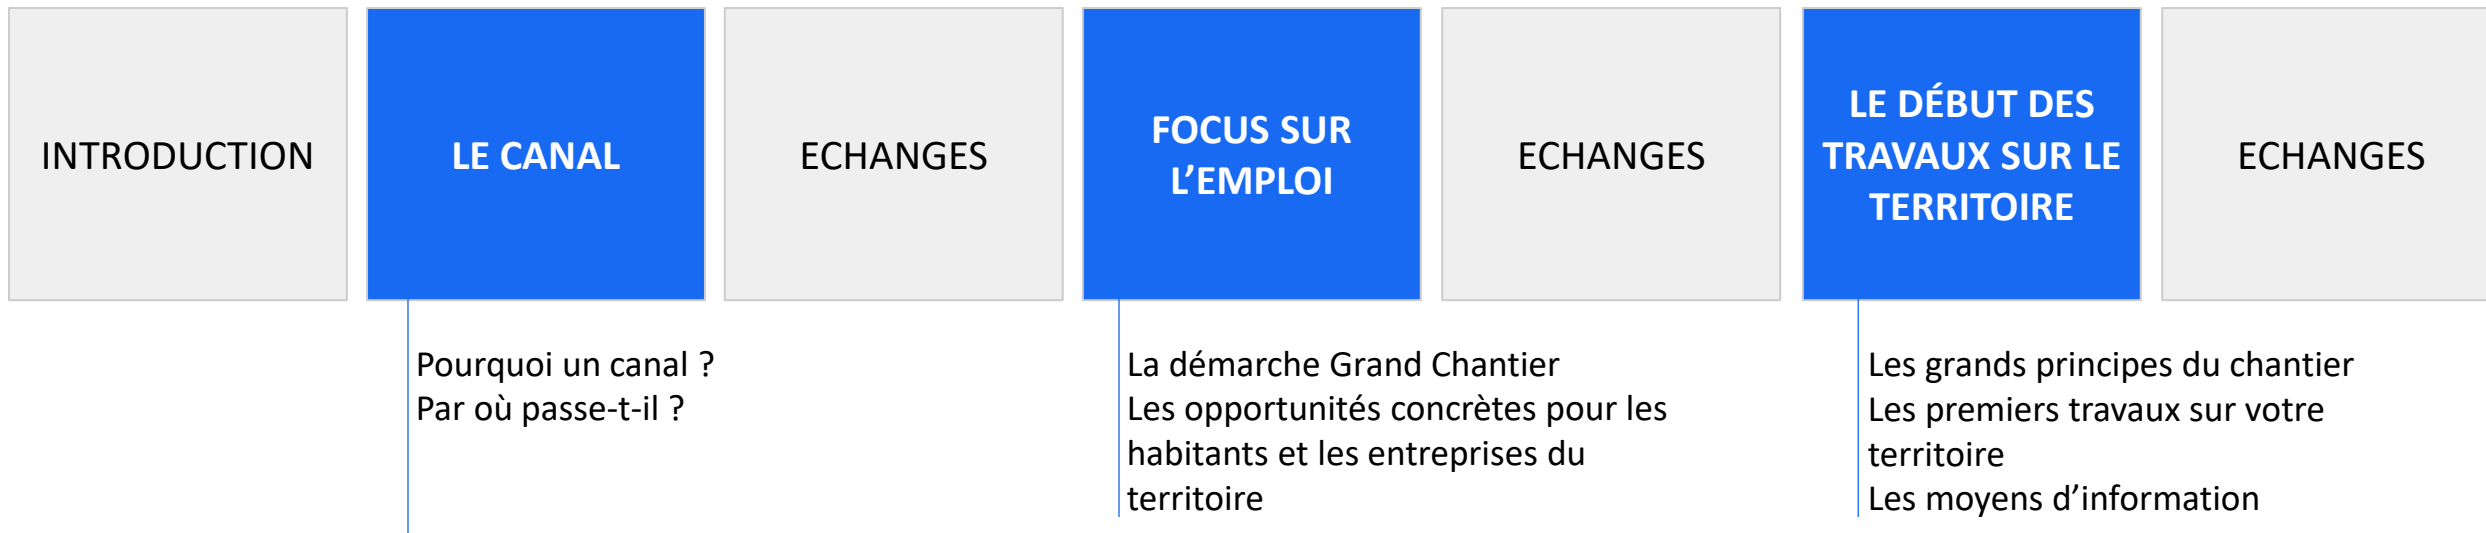 INTRODUCTION
LE CANAL
ECHANGES
FOCUS SUR
L’EMPLOI
ECHANGES
LE DÉBUT DES
TRAVAUX SUR LE
TERRITOIRE
ECHANGES
Pourquoi un canal ?
Par où passe-t-il ?
La démarche Grand Chantier
Les opportunités concrètes pour les
habitants et les entreprises du
territoire
Les grands principes du chantier
Les premiers travaux sur votre
territoire
Les moyens d’information